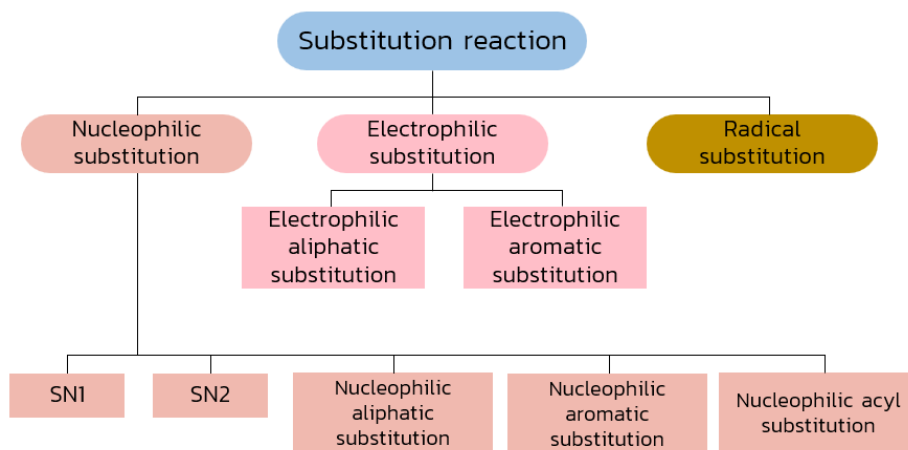 Substitution reaction
Nucleophilic
substitution
Electrophilic
substitution
Radical
substitution
Electrophilic
aliphatic
substitution
Electrophilic
aromatic
substitution
SN1
SN2
Nucleophilic
aliphatic
substitution
Nucleophilic
aromatic
substitution
Nucleophilic acyl
substitution